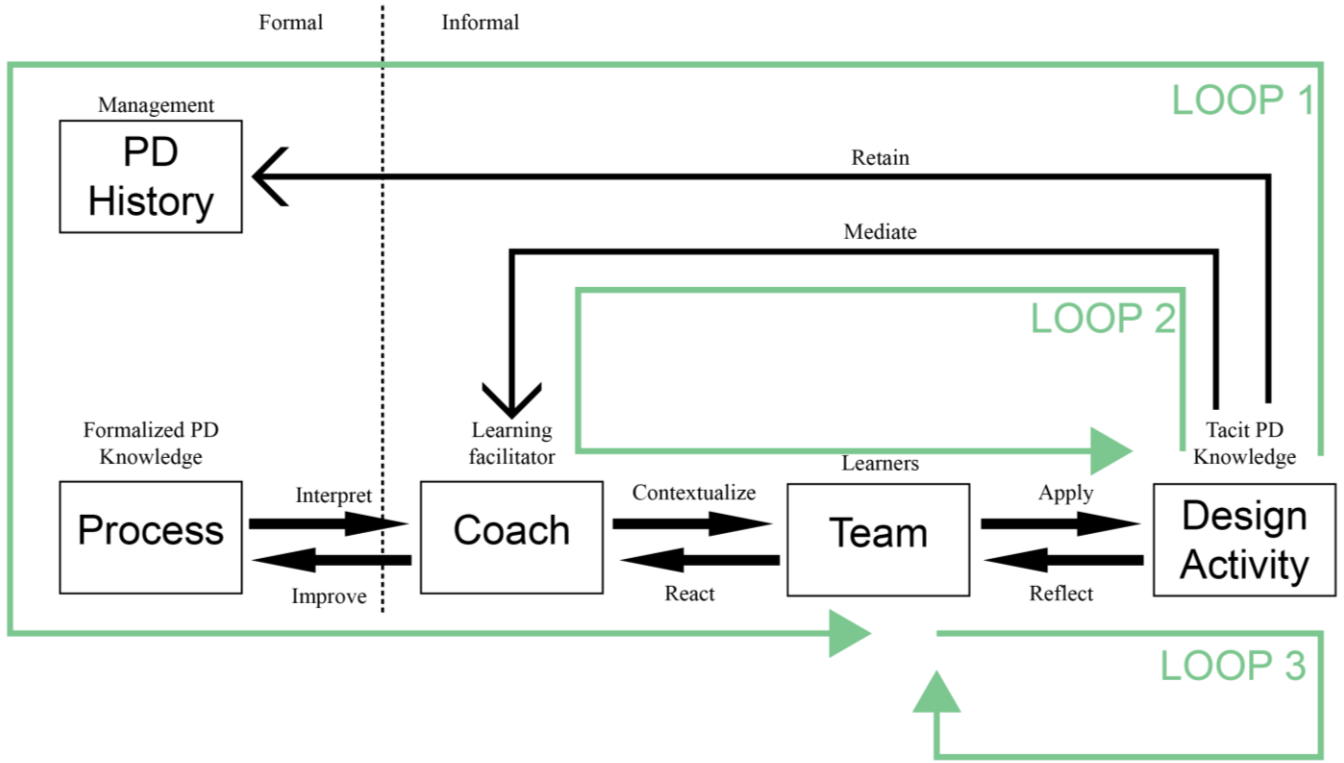 Formal
Informal
LOOP 1
Management
PD
History
Retain
Mediate
LOOP 2
Formalized PD
Knowledge
Learning
facilitator
Learners
Tacit PD
Knowledge
Process
Interpret
Improve
Coach
Contextualize
React
Team
Apply
Reflect
Design
Activity
LOOP 3